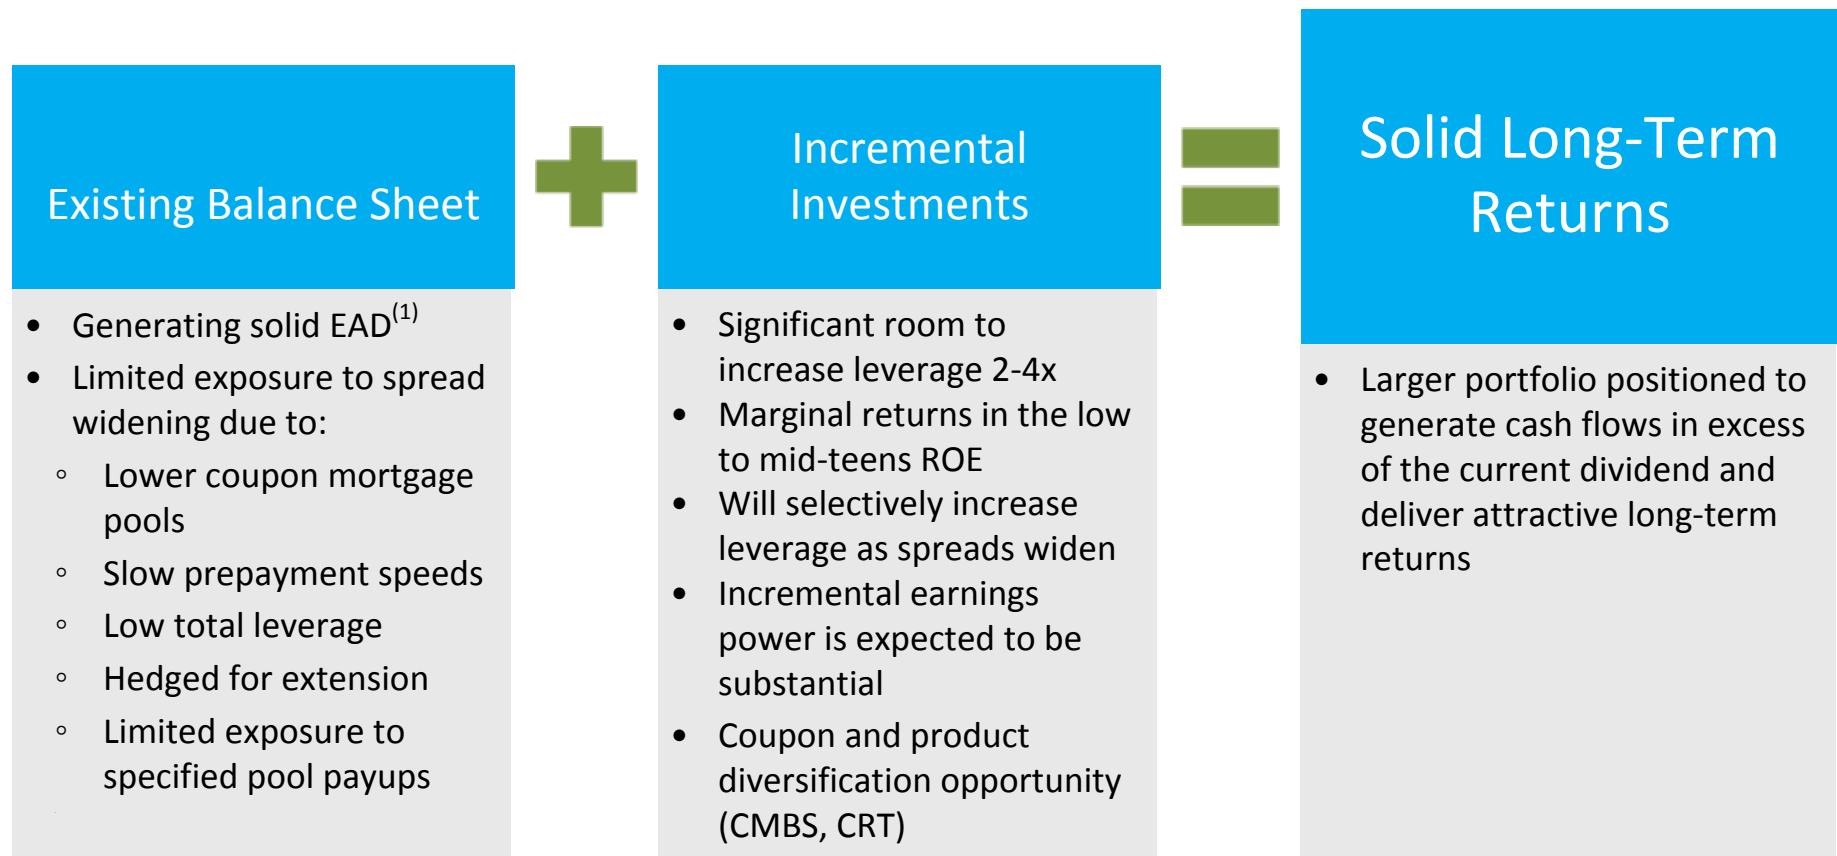 Existing Balance Sheet
• Generating solid EAD(1)
• Limited exposure to spread
widening due to:
◦ Lower coupon mortgage
pools
◦ Slow prepayment speeds
◦ Low total leverage
◦ Hedged for extension
◦ Limited exposure to
specified pool payups
Incremental
Investments
• Significant room to
increase leverage 2-4x
• Marginal returns in the low
to mid-teens ROE
• Will selectively increase
leverage as spreads widen
• Incremental earnings
power is expected to be
substantial
• Coupon and product
diversification opportunity
(CMBS, CRT)
Solid Long-Term
Returns
• Larger portfolio positioned to
generate cash flows in excess
of the current dividend and
deliver attractive long-term
returns